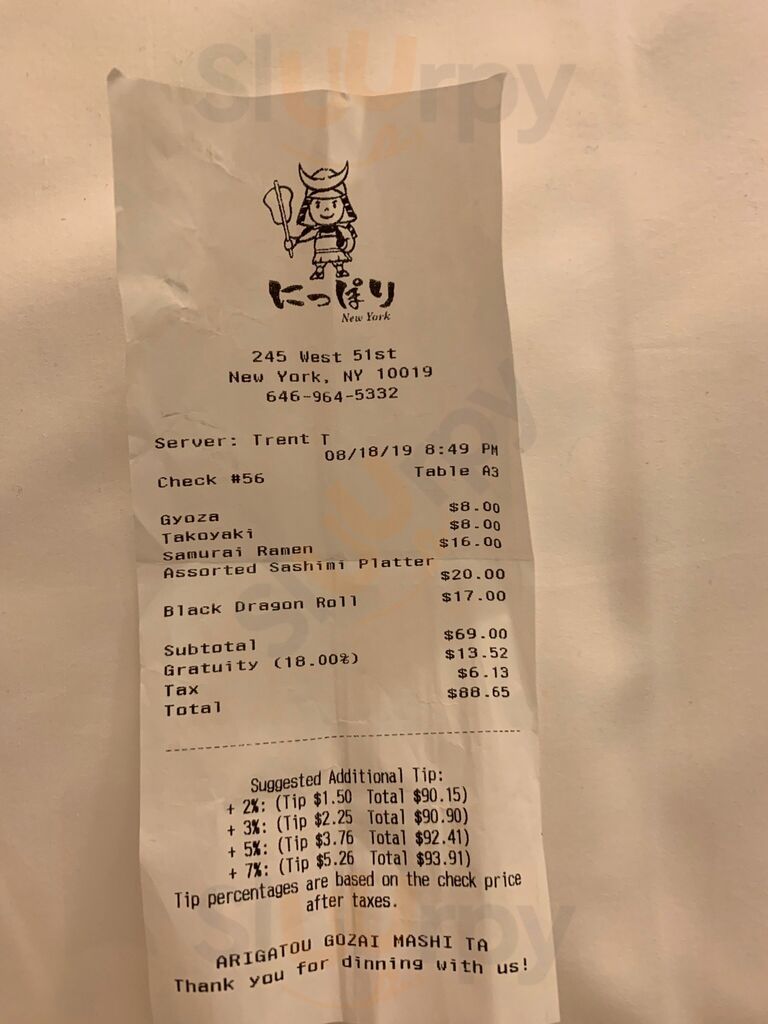 SluUrpy
にっぽり
New York
245 West 51st
New York, NY 10019
646-964-5332
Server: Trent T
08/18/19 8:49 PM
Check #56 Table A3
Gyoza $8.00
Takoyaki $8.00
Samurai Ramen $16.00
Assorted Sashimi Platter $20.00
Black Dragon Roll $17.00
Subtotal $69.00
Gratuity (18.00%) $13.52
Tax $6.13
Total $88.65
Suggested Additional Tip:
+ 2%: (Tip $1.50 Total $90.15)
+ 3%: (Tip $2.25 Total $90.90)
+ 5%: (Tip $3.76 Total $92.41)
+ 7%: (Tip $5.26 Total $93.91)
Tip percentages are based on the check price
after taxes.
ARIGATOU GOZAI MASHI TA
Thank you for dinning with us!
SluUrpy
SluUrpy